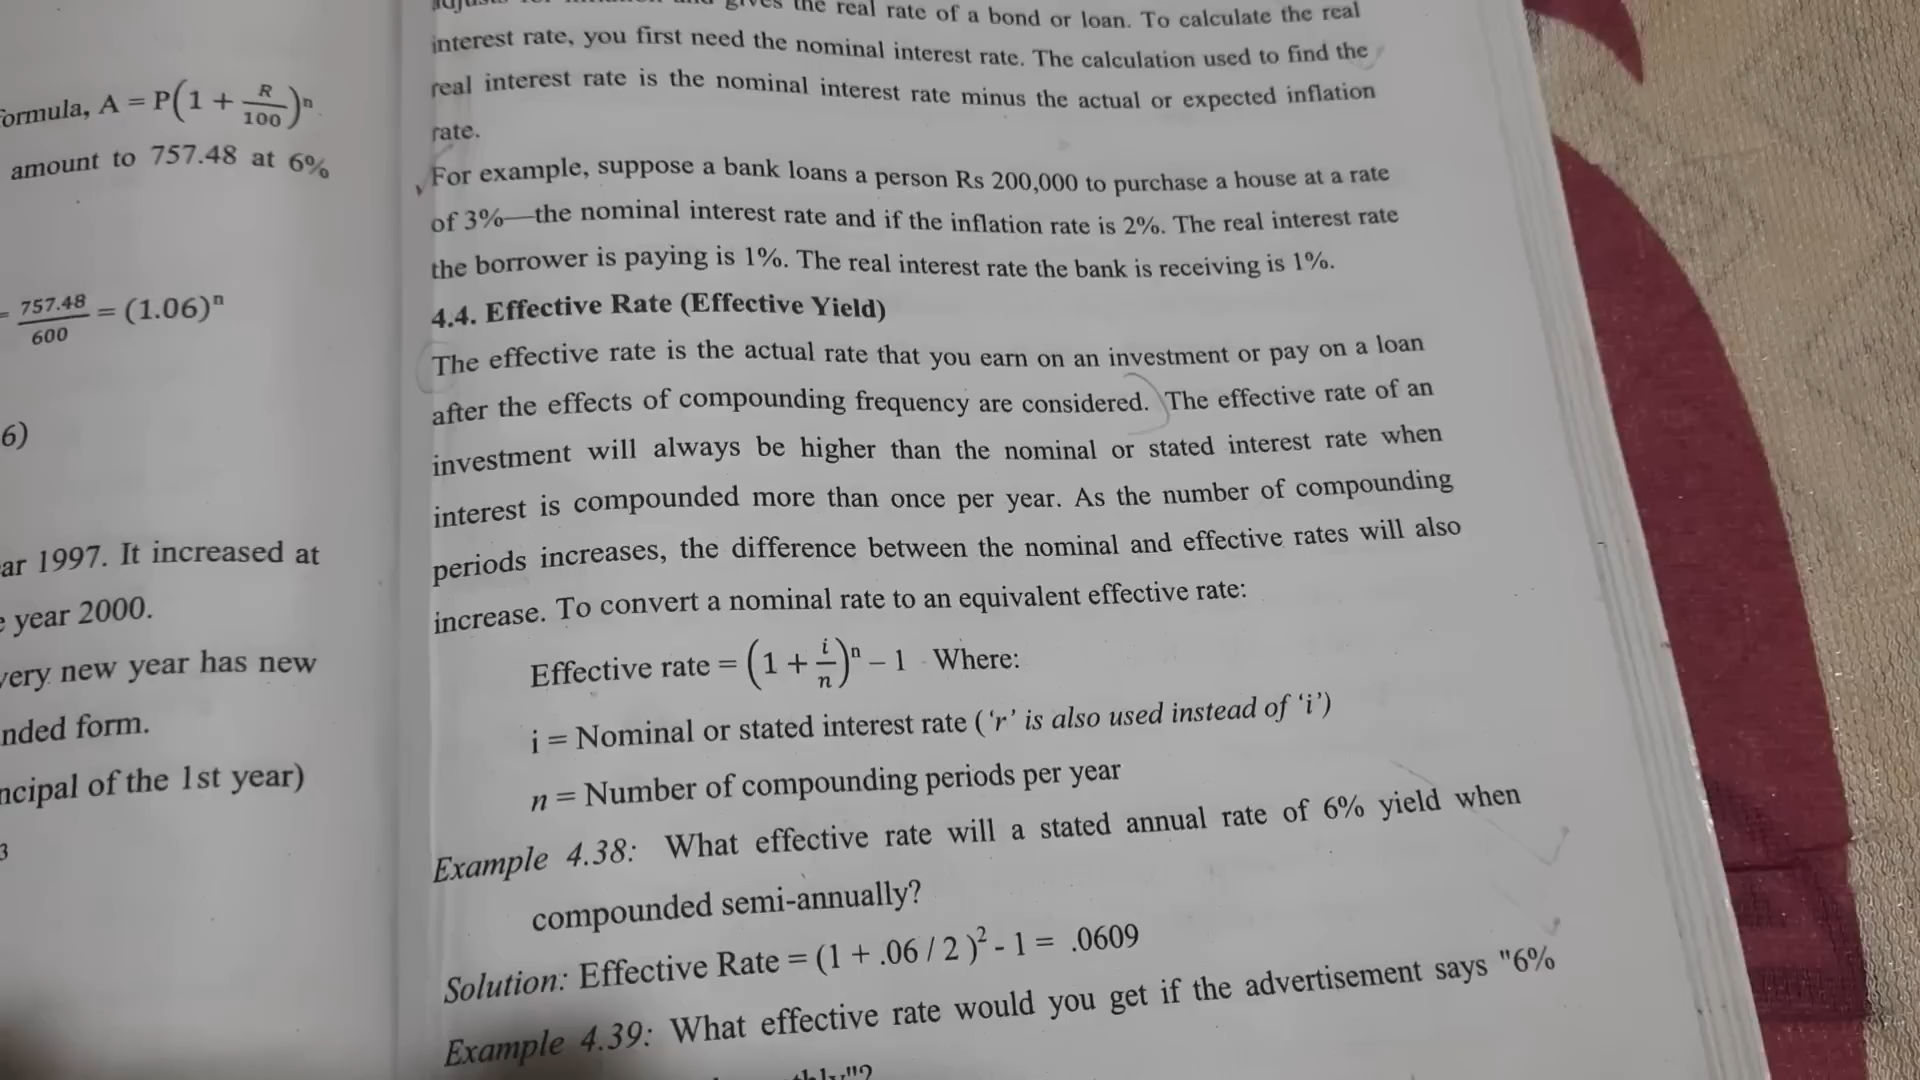 formula, A = P(1 + R/100)ⁿ
amount to 757.48 at 6%
= 757.48/600 = (1.06)ⁿ
6)
ar 1997. It increased at
year 2000.
very new year has new
nded form.
ncipal of the 1st year)
3
gives the real rate of a bond or loan. To calculate the real
interest rate, you first need the nominal interest rate. The calculation used to find the
real interest rate is the nominal interest rate minus the actual or expected inflation
rate.
For example, suppose a bank loans a person Rs 200,000 to purchase a house at a rate
of 3%—the nominal interest rate and if the inflation rate is 2%. The real interest rate
the borrower is paying is 1%. The real interest rate the bank is receiving is 1%.
4.4. Effective Rate (Effective Yield)
The effective rate is the actual rate that you earn on an investment or pay on a loan
after the effects of compounding frequency are considered. The effective rate of an
investment will always be higher than the nominal or stated interest rate when
interest is compounded more than once per year. As the number of compounding
periods increases, the difference between the nominal and effective rates will also
increase. To convert a nominal rate to an equivalent effective rate:
Effective rate = (1 + i/n)ⁿ – 1 Where:
i = Nominal or stated interest rate ('r' is also used instead of 'i')
n = Number of compounding periods per year
Example 4.38: What effective rate will a stated annual rate of 6% yield when
compounded semi-annually?
Solution: Effective Rate = (1 + .06 / 2 )² - 1 = .0609
Example 4.39: What effective rate would you get if the advertisement says "6%